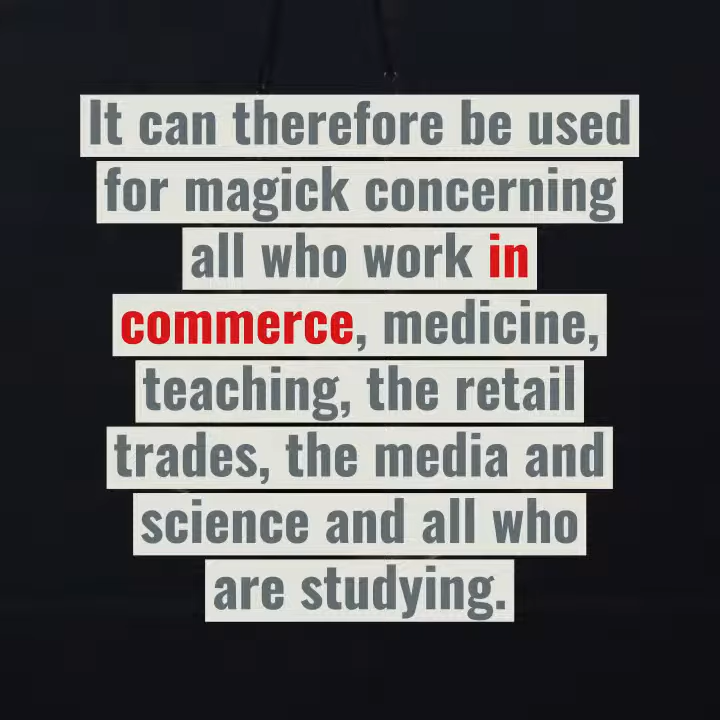 It can therefore be used
for magick concerning
all who work in
commerce, medicine,
teaching, the retail
trades, the media and
science and all who
are studying.